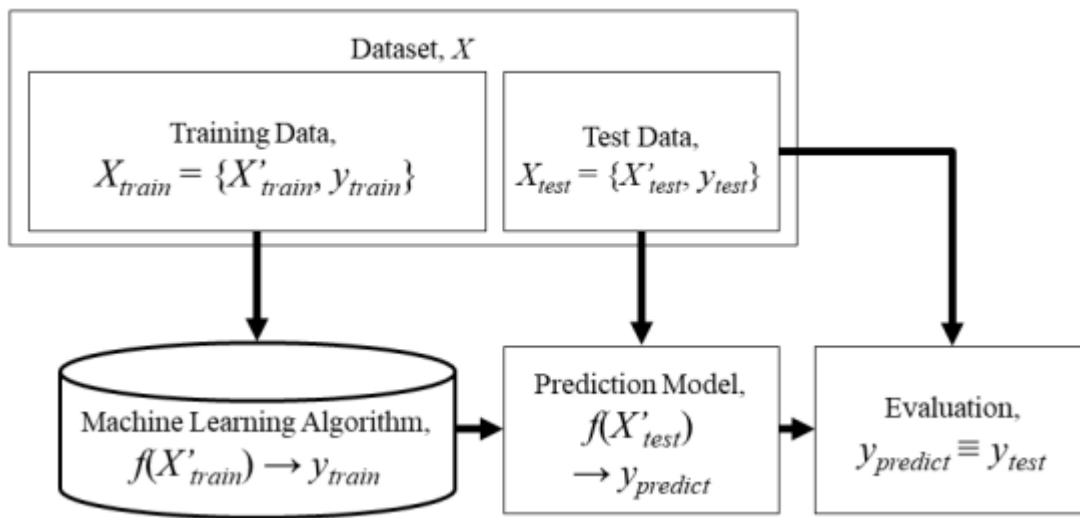 Dataset, X
Training Data,
X_train = {X'_train, y_train}
Test Data,
X_test = {X'_test, y_test}
Machine Learning Algorithm,
f(X'_train) → y_train
Prediction Model,
f(X'_test)
→ y_predict
Evaluation,
y_predict ≡ y_test